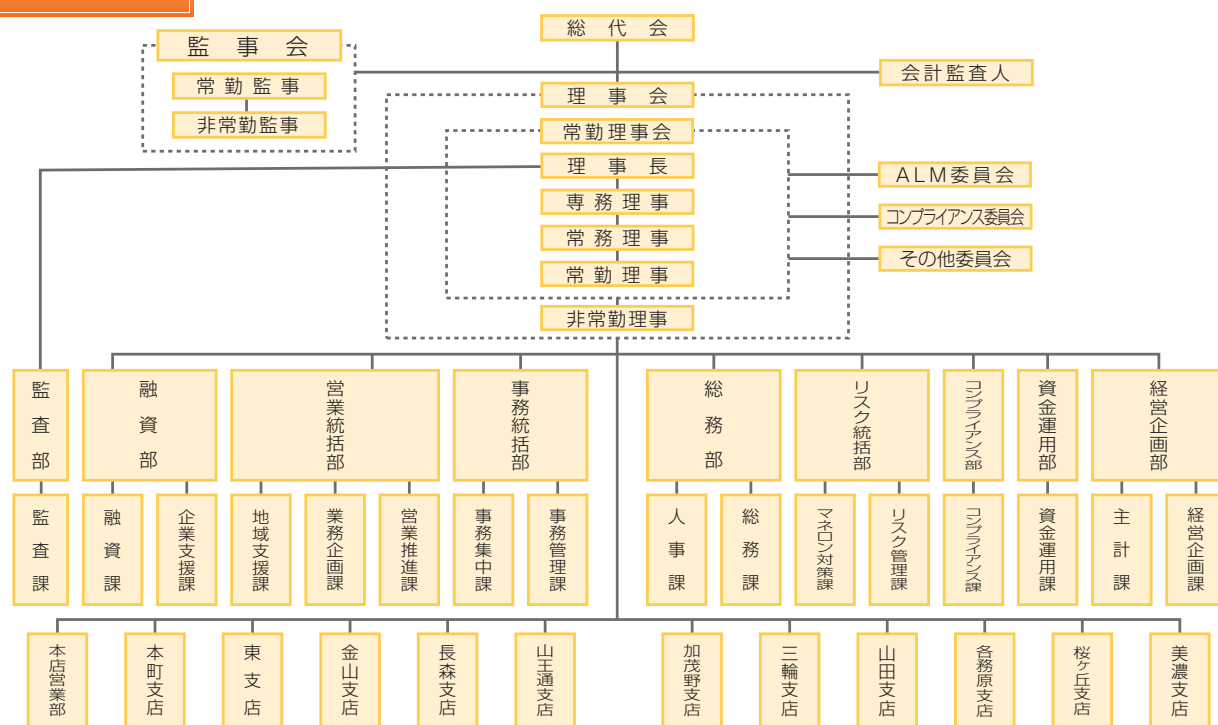 総代会
監事会
常勤監事
非常勤監事
会計監査人
理事会
常勤理事会
理事長
専務理事
常務理事
常勤理事
非常勤理事
ALM委員会
コンプライアンス委員会
その他委員会
監査部
融資部
営業統括部
事務統括部
総務部
リスク統括部
コンプライアンス部
資金運用部
経営企画部
監査課
融資課
企業支援課
地域支援課
業務企画課
営業推進課
事務集中課
事務管理課
人事課
総務課
マネロン対策課
リスク管理課
コンプライアンス課
資金運用課
主計課
経営企画課
本店営業部
本町支店
東支店
金山支店
長森支店
山王通支店
加茂野支店
三輪支店
山田支店
各務原支店
桜ヶ丘支店
美濃支店